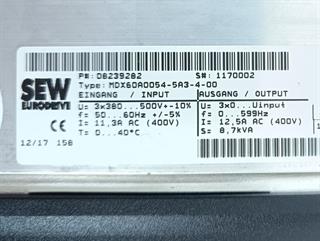 P#: 08239282 S#: 1170002
Type: MDX60A0054-5A3-4-00
SEW
EURODRIVE
EINGANG / INPUT AUSGANG / OUTPUT
U= 3x380...500V+-10% U= 3x0...Uinput
f= 50...60Hz +/-5% f= 0...599Hz
I= 11,3A AC (400V) I= 12,5A AC (400V)
T= 0...40°C S= 8,7kVA
CE
12/17 158